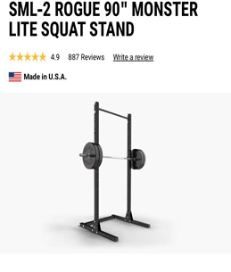 SML-2 ROGUE 90" MONSTER
LITE SQUAT STAND
4.9 887 Reviews Write a review
Made in U.S.A.